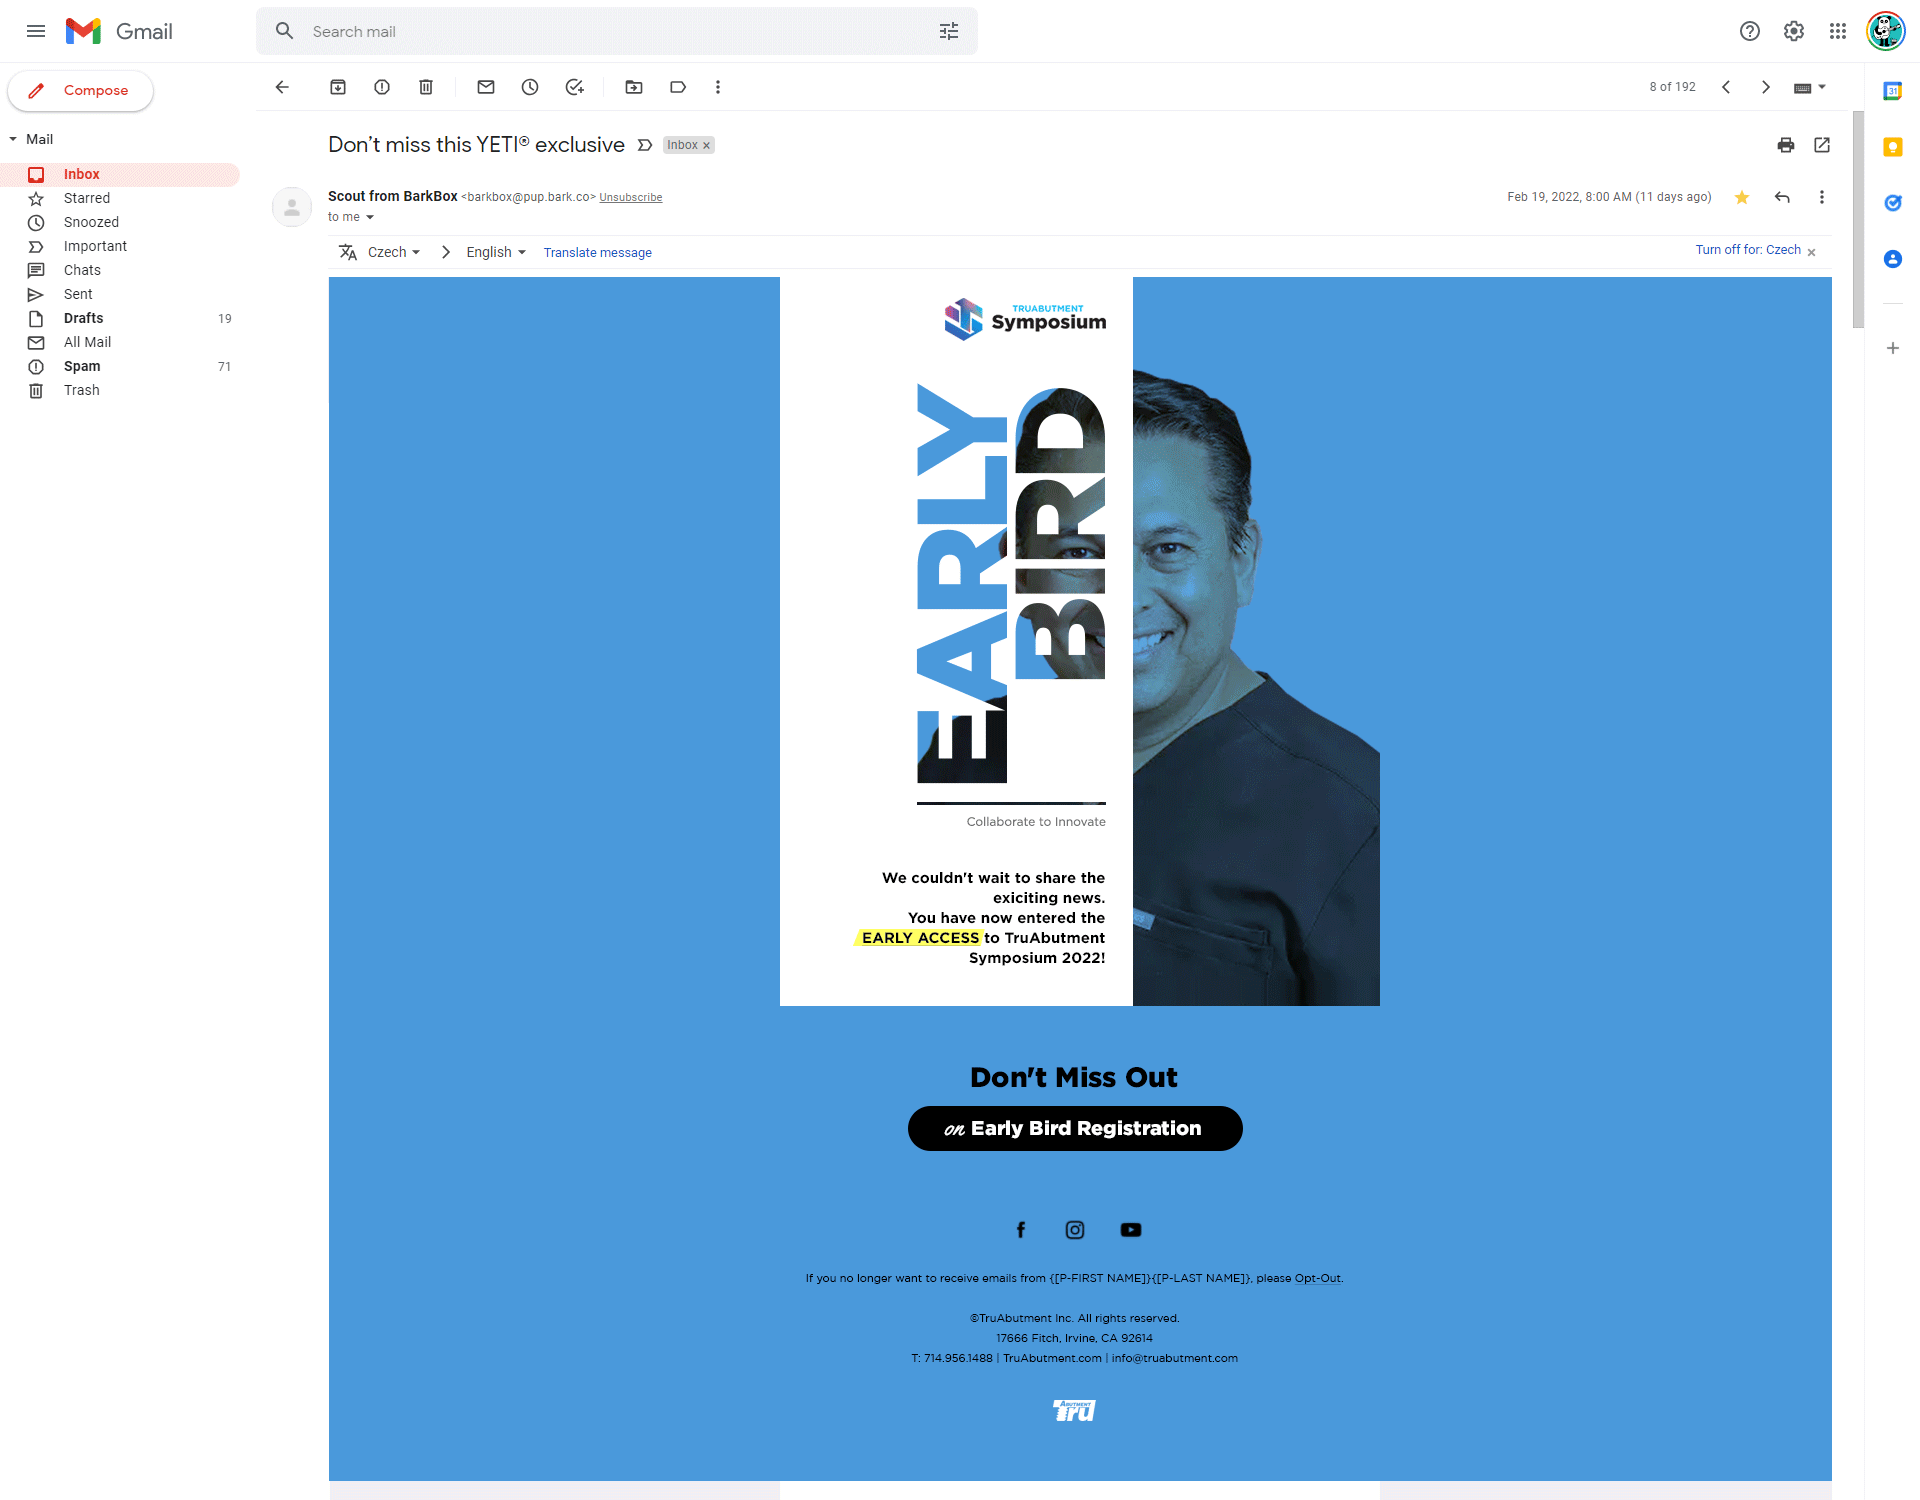 Gmail
Search mail
Compose
8 of 192
Mail
Inbox
Starred
Snoozed
Important
Chats
Sent
Drafts 19
All Mail
Spam 71
Trash
Don’t miss this YETI® exclusive
Inbox ×
Scout from BarkBox <barkbox@pup.bark.co> Unsubscribe
Feb 19, 2022, 8:00 AM (11 days ago)
to me
Czech > English Translate message
Turn off for: Czech ×
31
TRUABUTMENT
Symposium
EARLY
BIRD
Collaborate to Innovate
We couldn't wait to share the
exiciting news.
You have now entered the
EARLY ACCESS to TruAbutment
Symposium 2022!
Don't Miss Out
on Early Bird Registration
If you no longer want to receive emails from {[P-FIRST NAME]}{[P-LAST NAME]}, please Opt-Out.
©TruAbutment Inc. All rights reserved.
17666 Fitch, Irvine, CA 92614
T: 714.956.1488 | TruAbutment.com | info@truabutment.com
ABUTMENT
Tru